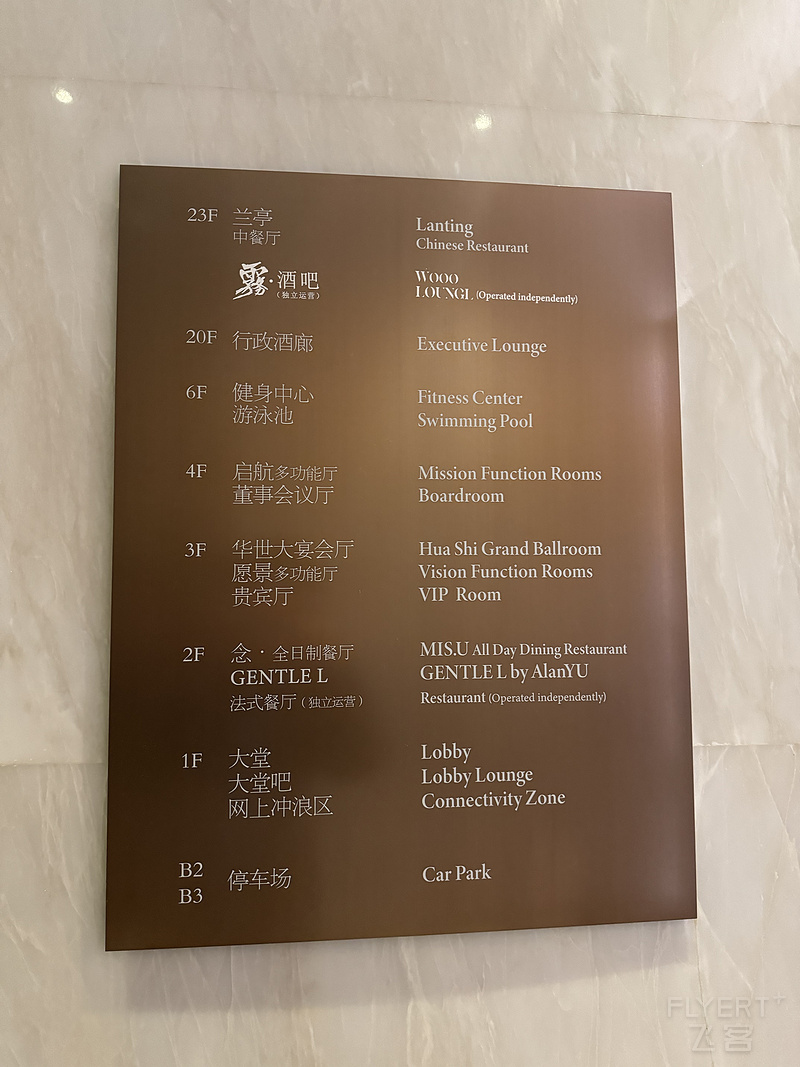 23F 兰亭 Lanting
中餐厅 Chinese Restaurant
霧·酒吧 WOOO
(独立运营) LOUNGE (Operated independently)
20F 行政酒廊 Executive Lounge
6F 健身中心 Fitness Center
游泳池 Swimming Pool
4F 启航多功能厅 Mission Function Rooms
董事会议厅 Boardroom
3F 华世大宴会厅 Hua Shi Grand Ballroom
愿景多功能厅 Vision Function Rooms
贵宾厅 VIP Room
2F 念·全日制餐厅 MIS.U All Day Dining Restaurant
GENTLE L GENTLE L by AlanYU
法式餐厅(独立运营) Restaurant (Operated independently)
1F 大堂 Lobby
大堂吧 Lobby Lounge
网上冲浪区 Connectivity Zone
B2
B3 停车场 Car Park
FLYERT+
飞客